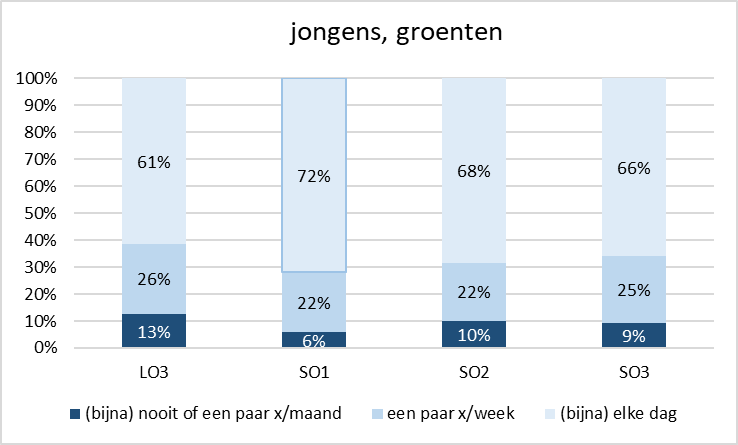 jongens, groenten
100%
90%
80%
70%
60%
50%
40%
30%
20%
10%
0%
61% 72% 68% 66%
26% 22% 22% 25%
13% 6% 10% 9%
LO3 SO1 SO2 SO3
(bijna) nooit of een paar x/maand een paar x/week (bijna) elke dag